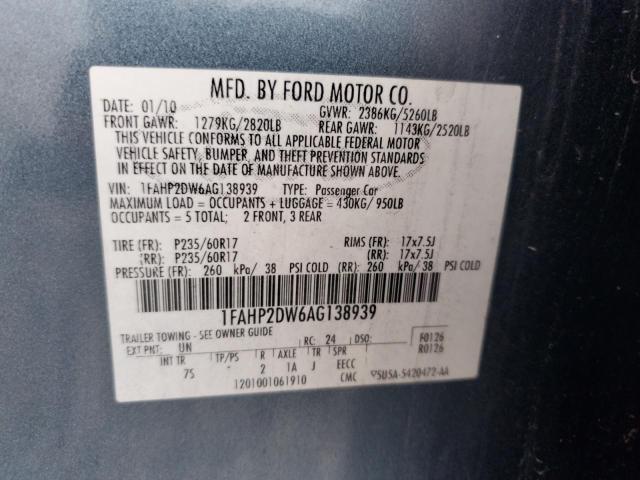 MFD. BY FORD MOTOR CO.
DATE: 01/10 GVWR: 2386KG/5260LB
FRONT GAWR: 1279KG/2820LB REAR GAWR: 1143KG/2520LB
THIS VEHICLE CONFORMS TO ALL APPLICABLE FEDERAL MOTOR
VEHICLE SAFETY, BUMPER, AND THEFT PREVENTION STANDARDS
IN EFFECT ON THE DATE OF MANUFACTURE SHOWN ABOVE.
VIN: 1FAHP2DW6AG138939 TYPE: Passenger Car
MAXIMUM LOAD = OCCUPANTS + LUGGAGE = 430KG/ 950LB
OCCUPANTS = 5 TOTAL; 2 FRONT, 3 REAR
TIRE (FR): P235/60R17 RIMS (FR): 17x7.5J
(RR): P235/60R17 (RR): 17x7.5J
PRESSURE (FR): 260 kPa/ 38 PSI COLD (RR): 260 kPa/ 38 PSI COLD
1FAHP2DW6AG138939
TRAILER TOWING - SEE OWNER GUIDE RC: 24 DSO: F0126
EXT PNT: UN R0126
INT TR TP/PS R AXLE TR SPR
75 2 1A J EECC
1201001061910 CMC 5U5A-5420472-AA